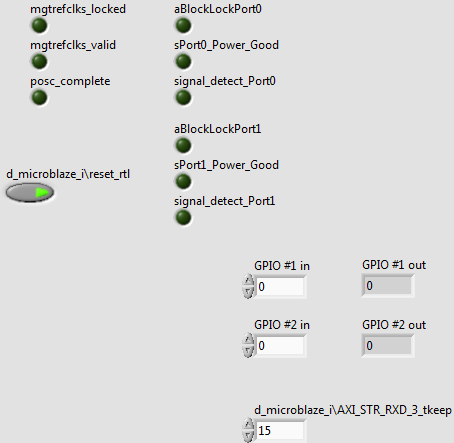 mgtrefclks_locked
aBlockLockPort0
mgtrefclks_valid
sPort0_Power_Good
posc_complete
signal_detect_Port0
aBlockLockPort1
sPort1_Power_Good
d_microblaze_i\reset_rtl
signal_detect_Port1
GPIO #1 in
GPIO #1 out
0
0
GPIO #2 in
GPIO #2 out
0
0
d_microblaze_i\AXI_STR_RXD_3_tkeep
15